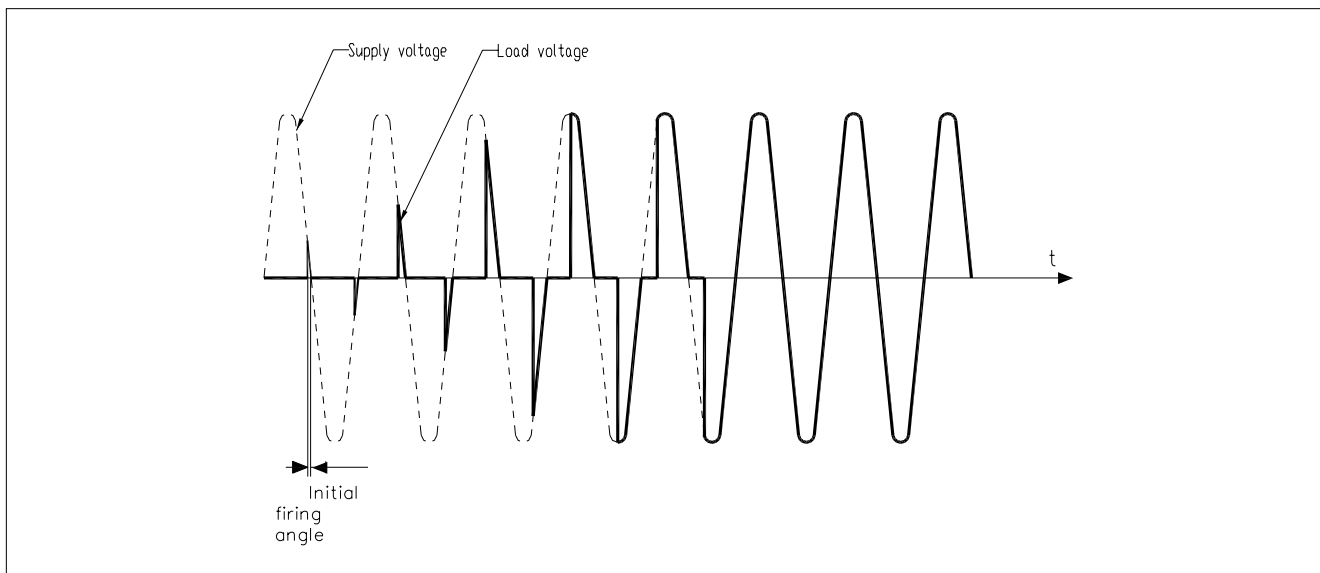 Supply voltage
Load voltage
t
Initial
firing
angle